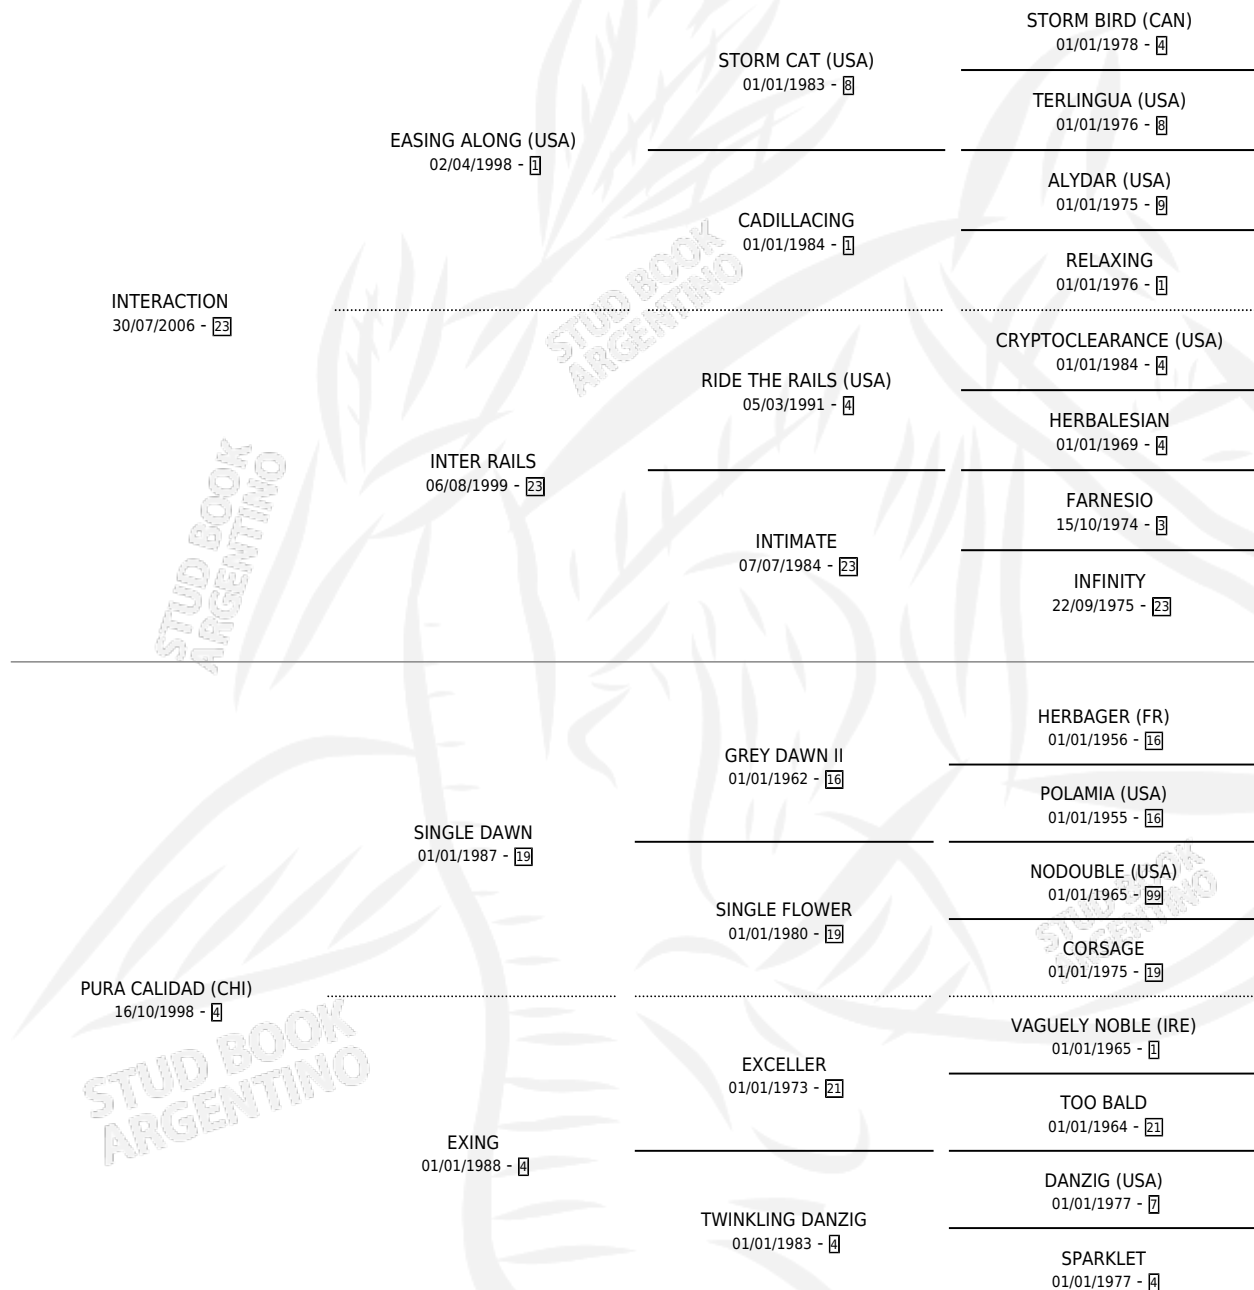 STORM BIRD (CAN)
01/01/1978 - 4
STORM CAT (USA)
01/01/1983 - 8
TERLINGUA (USA)
01/01/1976 - 8
EASING ALONG (USA)
02/04/1998 - 1
ALYDAR (USA)
01/01/1975 - 9
CADILLACING
01/01/1984 - 1
RELAXING
01/01/1976 - 1
INTERACTION
30/07/2006 - 23
CRYPTOCLEARANCE (USA)
01/01/1984 - 4
RIDE THE RAILS (USA)
05/03/1991 - 4
HERBALESIAN
01/01/1969 - 4
INTER RAILS
06/08/1999 - 23
FARNESIO
15/10/1974 - 3
INTIMATE
07/07/1984 - 23
INFINITY
22/09/1975 - 23
HERBAGER (FR)
01/01/1956 - 16
GREY DAWN II
01/01/1962 - 16
POLAMIA (USA)
01/01/1955 - 16
SINGLE DAWN
01/01/1987 - 19
NODOUBLE (USA)
01/01/1965 - 99
SINGLE FLOWER
01/01/1980 - 19
CORSAGE
01/01/1975 - 19
PURA CALIDAD (CHI)
16/10/1998 - 4
VAGUELY NOBLE (IRE)
01/01/1965 - 1
EXCELLER
01/01/1973 - 21
TOO BALD
01/01/1964 - 21
EXING
01/01/1988 - 4
DANZIG (USA)
01/01/1977 - 7
TWINKLING DANZIG
01/01/1983 - 4
SPARKLET
01/01/1977 - 4
STUD BOOK
ARGENTINO
STUD BOOK
ARGENTINO
STUD BOOK
ARGENTINO
STUD BOOK
ARGENTINO